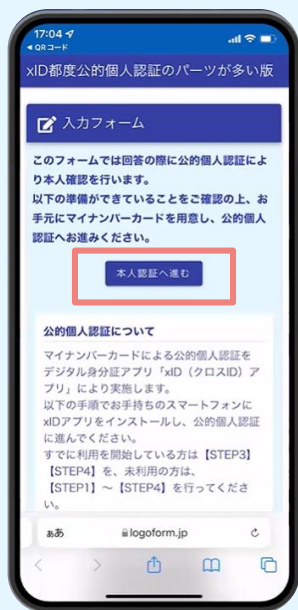 17:04
◀ QRコード
xID都度公的個人認証のパーツが多い版
入力フォーム
このフォームでは回答の際に公的個人認証によ
り本人確認を行います。
以下の準備ができていることをご確認の上、お
手元にマイナンバーカードを用意し、公的個人
認証へお進みください。
本人認証へ進む
公的個人認証について
マイナンバーカードによる公的個人認証を
デジタル身分証アプリ「xID（クロスID）ア
プリ」により実施します。
以下の手順でお手持ちのスマートフォンに
xIDアプリをインストールし、公的個人認証
に進んでください。
すでに利用を開始している方は【STEP3】
【STEP4】を、未利用の方は、
【STEP1】～【STEP4】を行ってくださ
い。
ぁあ logoform.jp